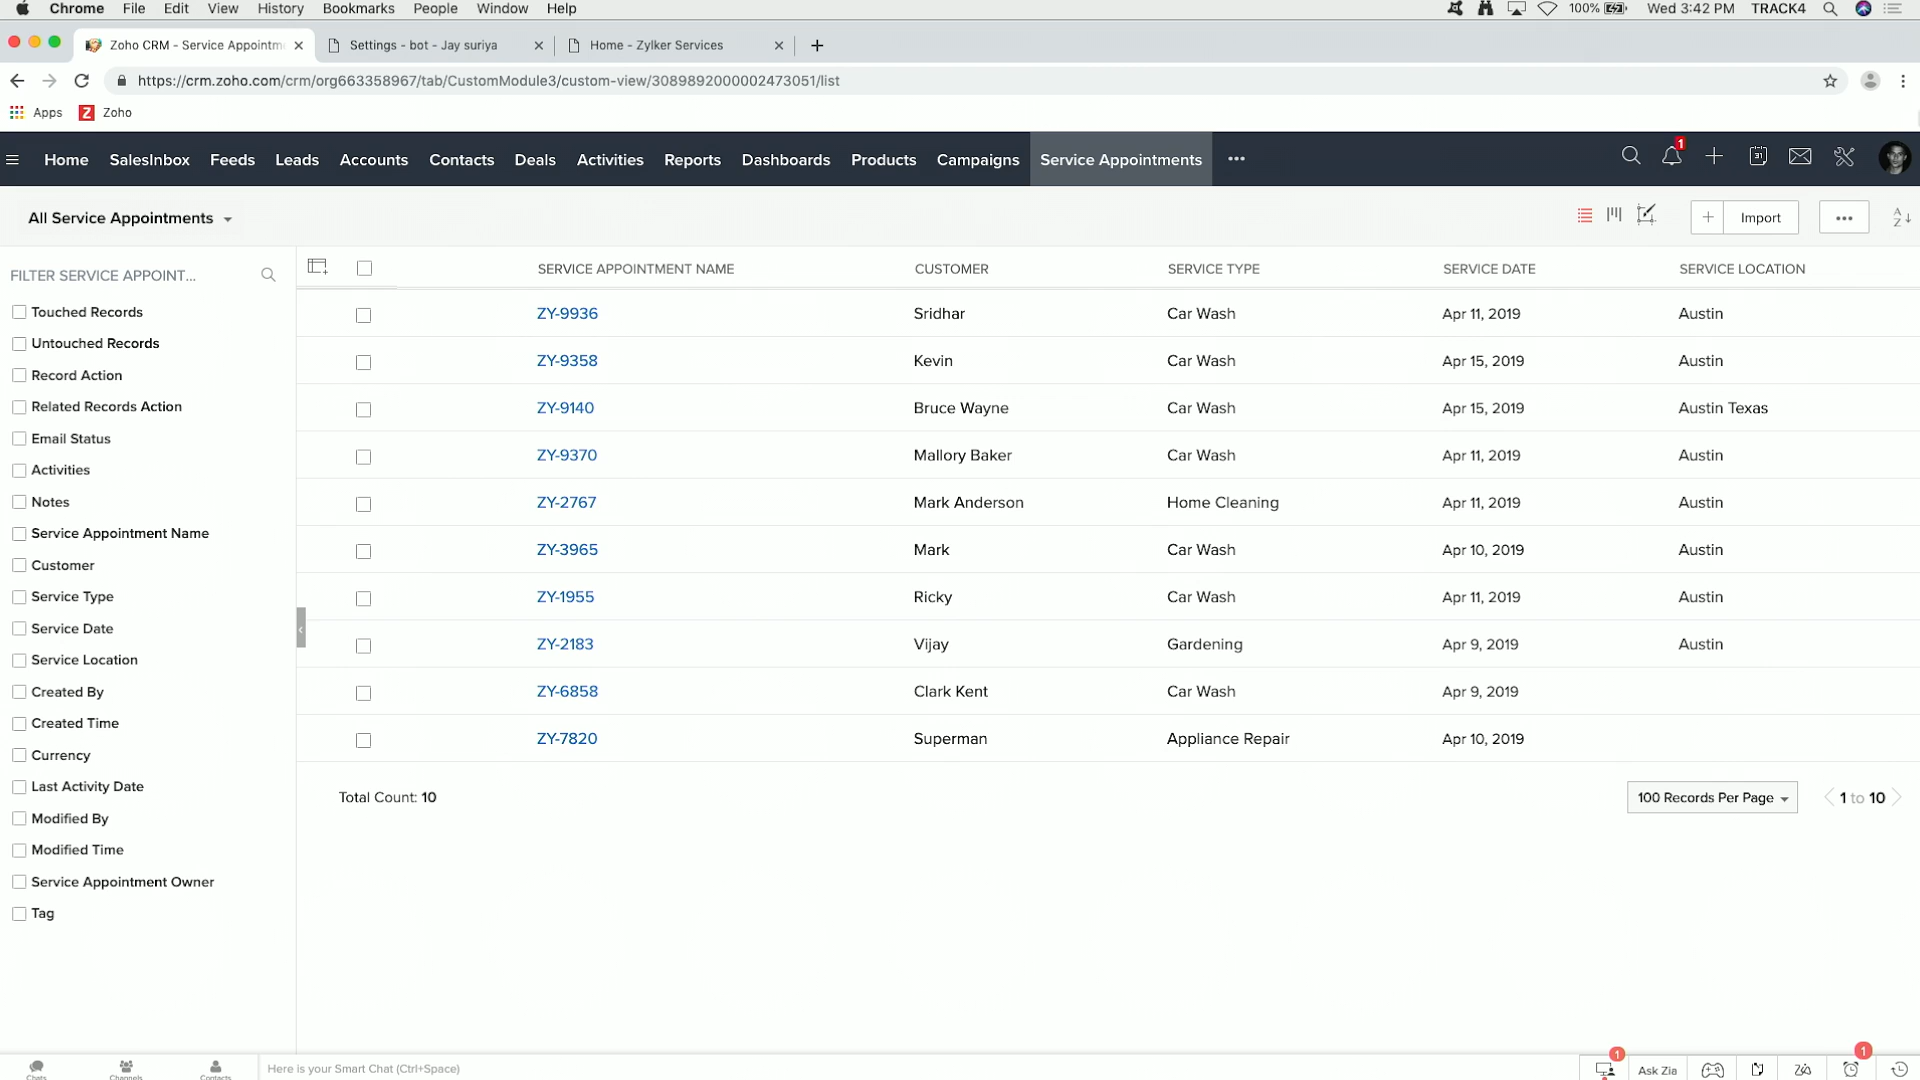 Chrome File Edit View History Bookmarks People Window Help 100% Wed 3:42 PM TRACK4
Zoho CRM - Service Appointm Settings - bot - Jay suriya Home - Zylker Services
https://crm.zoho.com/crm/org663358967/tab/CustomModule3/custom-view/3089892000002473051/list
Apps Zoho
Home SalesInbox Feeds Leads Accounts Contacts Deals Activities Reports Dashboards Products Campaigns Service Appointments ••• 1 31
All Service Appointments Import •••
FILTER SERVICE APPOINT...
Touched Records
Untouched Records
Record Action
Related Records Action
Email Status
Activities
Notes
Service Appointment Name
Customer
Service Type
Service Date
Service Location
Created By
Created Time
Currency
Last Activity Date
Modified By
Modified Time
Service Appointment Owner
Tag
SERVICE APPOINTMENT NAME CUSTOMER SERVICE TYPE SERVICE DATE SERVICE LOCATION
ZY-9936 Sridhar Car Wash Apr 11, 2019 Austin
ZY-9358 Kevin Car Wash Apr 15, 2019 Austin
ZY-9140 Bruce Wayne Car Wash Apr 15, 2019 Austin Texas
ZY-9370 Mallory Baker Car Wash Apr 11, 2019 Austin
ZY-2767 Mark Anderson Home Cleaning Apr 11, 2019 Austin
ZY-3965 Mark Car Wash Apr 10, 2019 Austin
ZY-1955 Ricky Car Wash Apr 11, 2019 Austin
ZY-2183 Vijay Gardening Apr 9, 2019 Austin
ZY-6858 Clark Kent Car Wash Apr 9, 2019
ZY-7820 Superman Appliance Repair Apr 10, 2019
Total Count: 10 100 Records Per Page 1 to 10
Chats Channels Contacts Here is your Smart Chat (Ctrl+Space) 1 Ask Zia 1